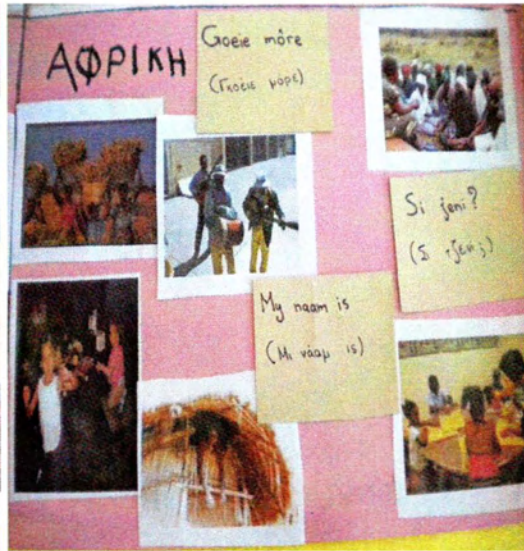 ΑΦΡΙΚΗ
Goeie môre
(Γκόειε μόρε)
Si jeni?
(Σι τζένι;)
My naam is
(Μι νάαμ is)